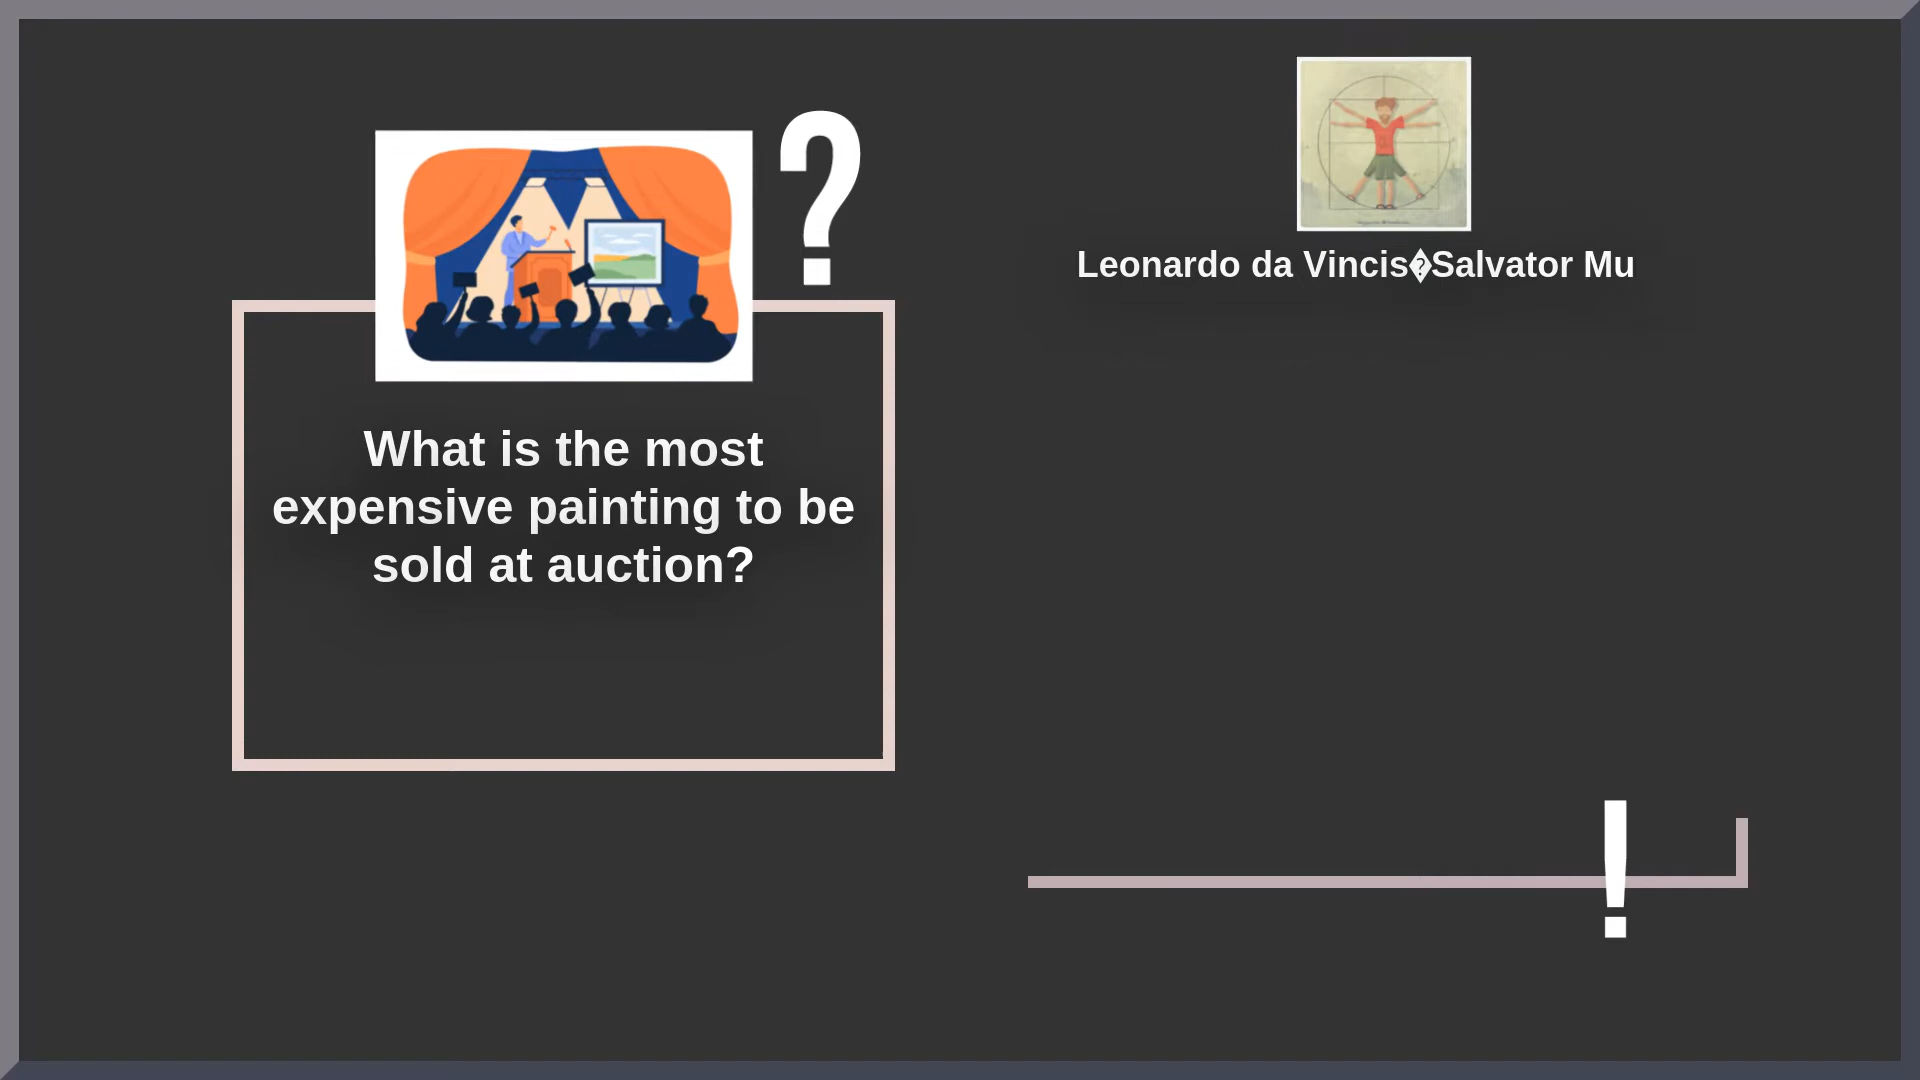 ?
What is the most
expensive painting to be
sold at auction?
Leonardo da Vincis�Salvator Mu
!